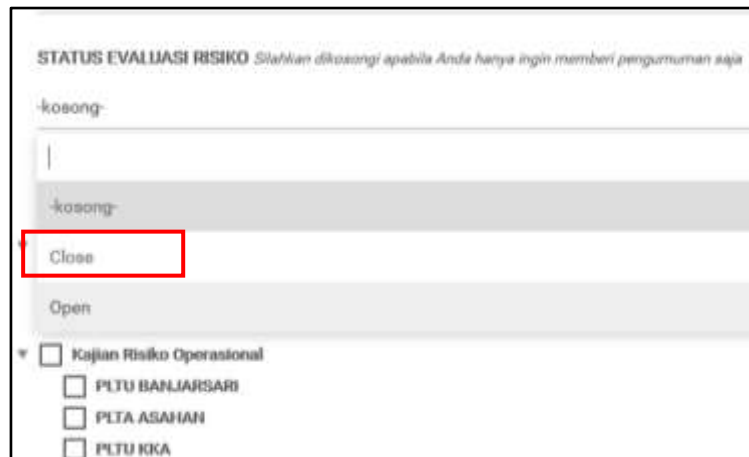 STATUS EVALUASI RISIKO Silahkan dikosongi apabila Anda hanya ingin memberi pengumuman saja
-kosong-
-kosong-
Close
Open
Kajian Risiko Operasional
PLTU BANJARSARI
PLTA ASAHAN
PLTU KKA